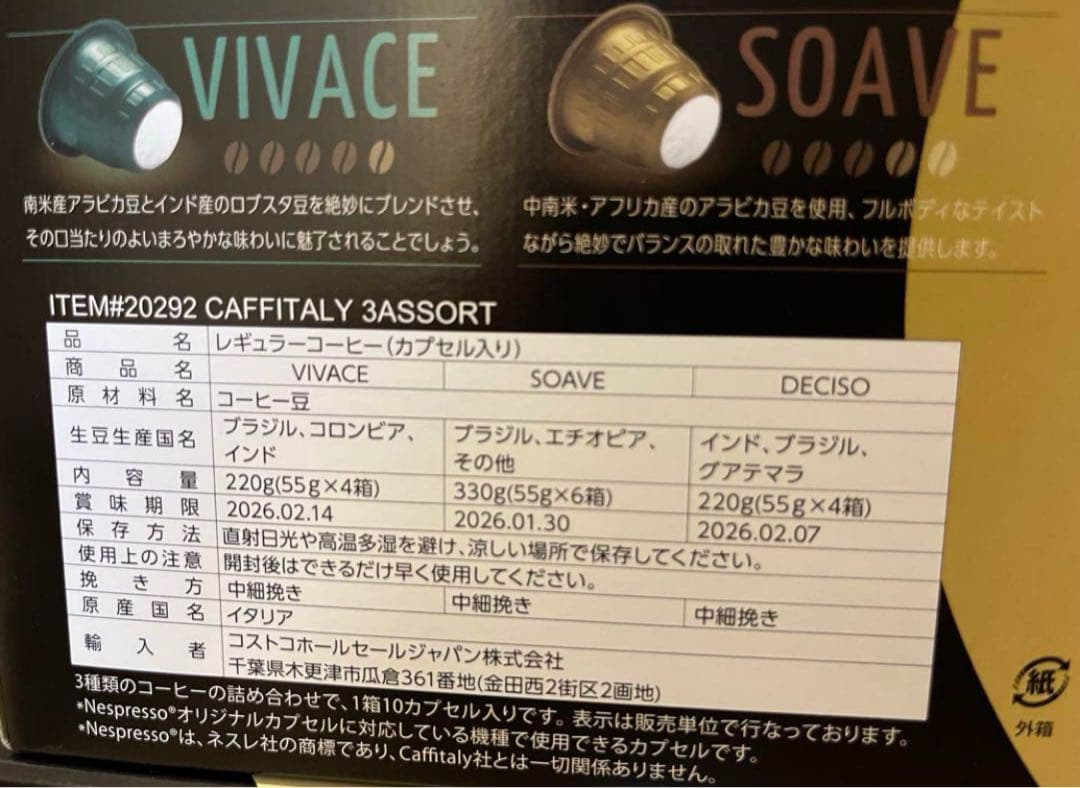 VIVACE
南米産アラビカ豆とインド産のロブスタ豆を絶妙にブレンドさせ、
その口当たりのよいまろやかな味わいに魅了されることでしょう。
SOAVE
中南米・アフリカ産のアラビカ豆を使用、フルボディなテイスト
ながら絶妙でバランスの取れた豊かな味わいを提供します。
ITEM#20292 CAFFITALY 3ASSORT
品名 レギュラーコーヒー(カプセル入り)
商品名 VIVACE SOAVE DECISO
原材料名 コーヒー豆
生豆生産国名 ブラジル、コロンビア、インド ブラジル、エチオピア、その他 インド、ブラジル、グアテマラ
内容量 220g(55g×4箱) 330g(55g×6箱) 220g(55g×4箱)
賞味期限 2026.02.14 2026.01.30 2026.02.07
保存方法 直射日光や高温多湿を避け、涼しい場所で保存してください。
使用上の注意 開封後はできるだけ早く使用してください。
挽き方 中細挽き 中細挽き 中細挽き
原産国名 イタリア
輸入者 コストコホールセールジャパン株式会社
千葉県木更津市瓜倉361番地(金田西2街区2画地)
3種類のコーヒーの詰め合わせで、1箱10カプセル入りです。表示は販売単位で行なっております。
*Nespresso®オリジナルカプセルに対応している機種で使用できるカプセルです。
*Nespresso®は、ネスレ社の商標であり、Caffitaly社とは一切関係ありません。
紙
外箱